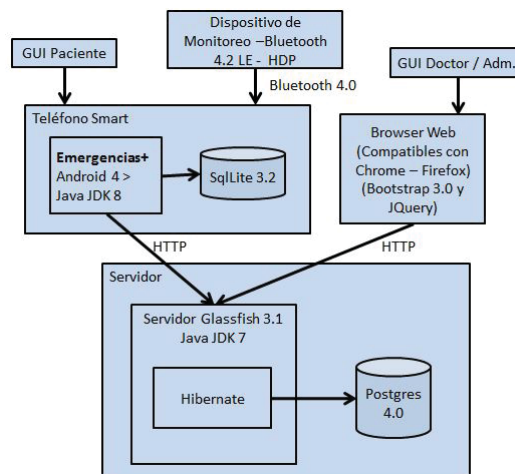 GUI Paciente
Dispositivo de
Monitoreo –Bluetooth
4.2 LE - HDP
GUI Doctor / Adm.
Bluetooth 4.0
Teléfono Smart
Emergencias+
Android 4 >
Java JDK 8
SqlLite 3.2
Browser Web
(Compatibles con
Chrome – Firefox)
(Bootstrap 3.0 y
JQuery)
HTTP
HTTP
Servidor
Servidor Glassfish 3.1
Java JDK 7
Hibernate
Postgres
4.0